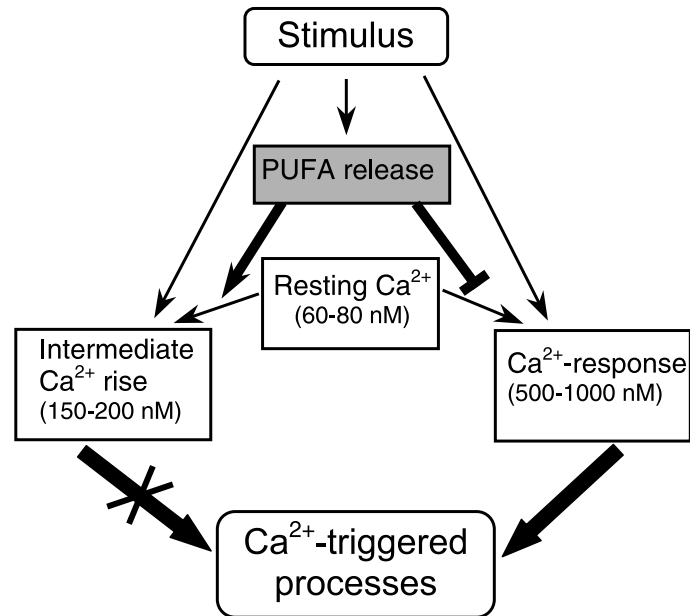 Stimulus
PUFA release
Resting Ca²⁺
(60-80 nM)
Intermediate
Ca²⁺ rise
(150-200 nM)
Ca²⁺-response
(500-1000 nM)
Ca²⁺-triggered
processes